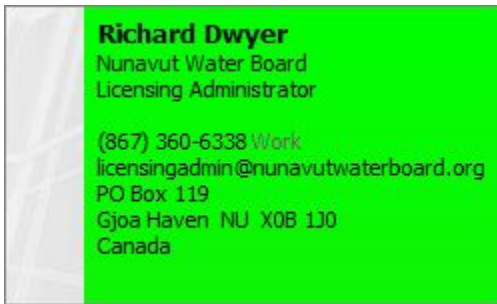 Richard Dwyer
Nunavut Water Board
Licensing Administrator
(867) 360-6338 Work
licensingadmin@nunavutwaterboard.org
PO Box 119
Gjoa Haven NU X0B 1J0
Canada